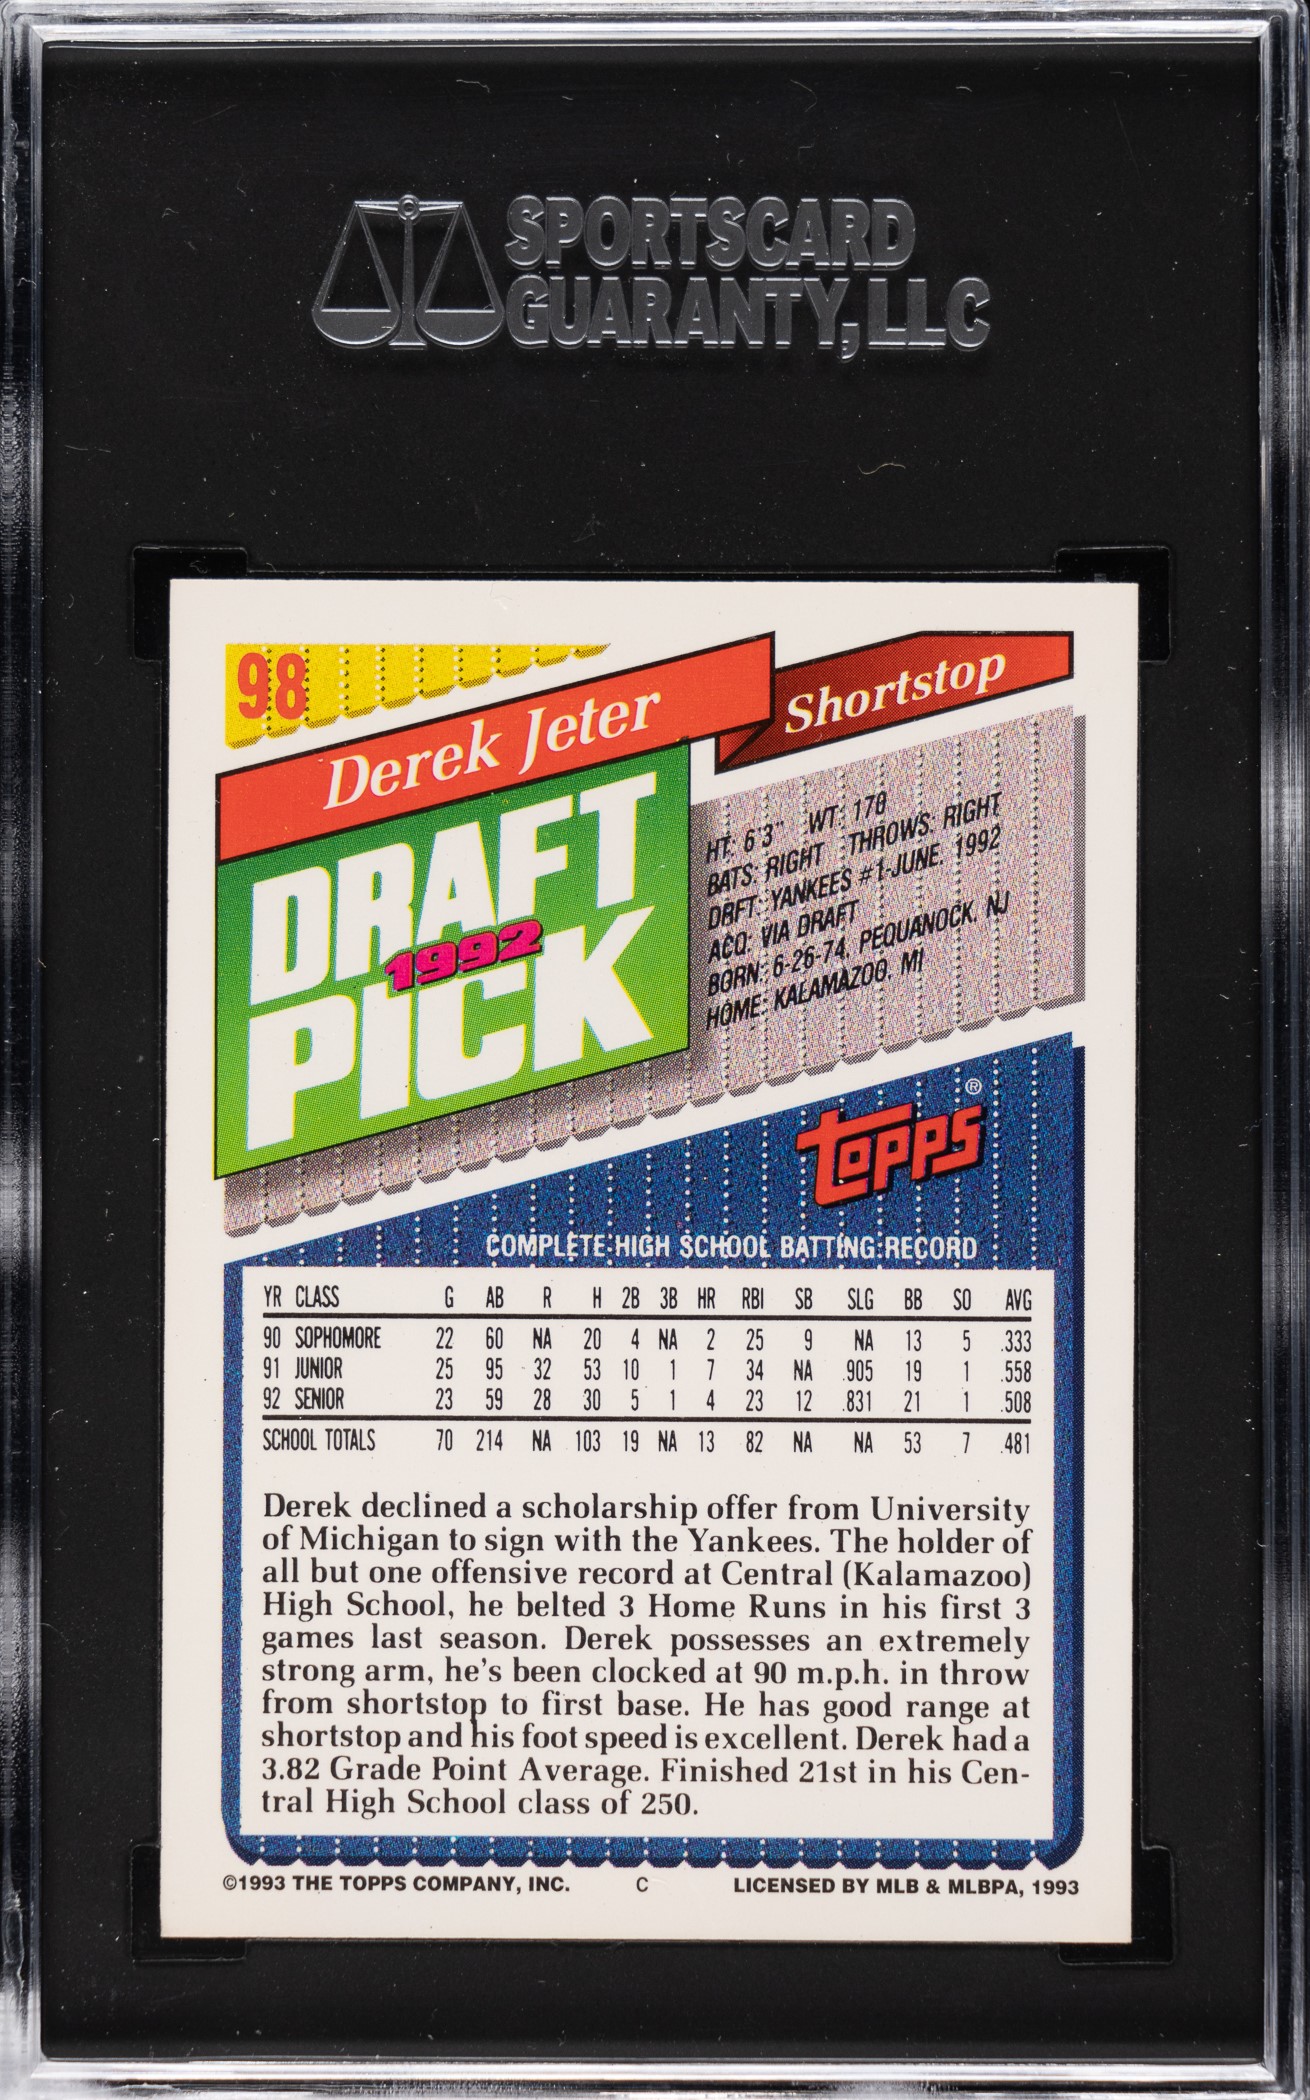 SPORTSCARD
GUARANTY, LLC
98
Derek Jeter
Shortstop
DRAFT
1992
PICK
HT: 6'3" WT: 170
BATS: RIGHT THROWS: RIGHT
DRFT: YANKEES #1-JUNE, 1992
ACQ: VIA DRAFT
BORN: 6-26-74, PEQUANOCK, NJ
HOME: KALAMAZOO, MI
topps®
COMPLETE HIGH SCHOOL BATTING RECORD
YR CLASS G AB R H 2B 3B HR RBI SB SLG BB SO AVG
90 SOPHOMORE 22 60 NA 20 4 NA 2 25 9 NA 13 5 .333
91 JUNIOR 25 95 32 53 10 1 7 34 NA .905 19 1 .558
92 SENIOR 23 59 28 30 5 1 4 23 12 .831 21 1 .508
SCHOOL TOTALS 70 214 NA 103 19 NA 13 82 NA NA 53 7 .481
Derek declined a scholarship offer from University
of Michigan to sign with the Yankees. The holder of
all but one offensive record at Central (Kalamazoo)
High School, he belted 3 Home Runs in his first 3
games last season. Derek possesses an extremely
strong arm, he's been clocked at 90 m.p.h. in throw
from shortstop to first base. He has good range at
shortstop and his foot speed is excellent. Derek had a
3.82 Grade Point Average. Finished 21st in his Cen-
tral High School class of 250.
©1993 THE TOPPS COMPANY, INC. C LICENSED BY MLB & MLBPA, 1993